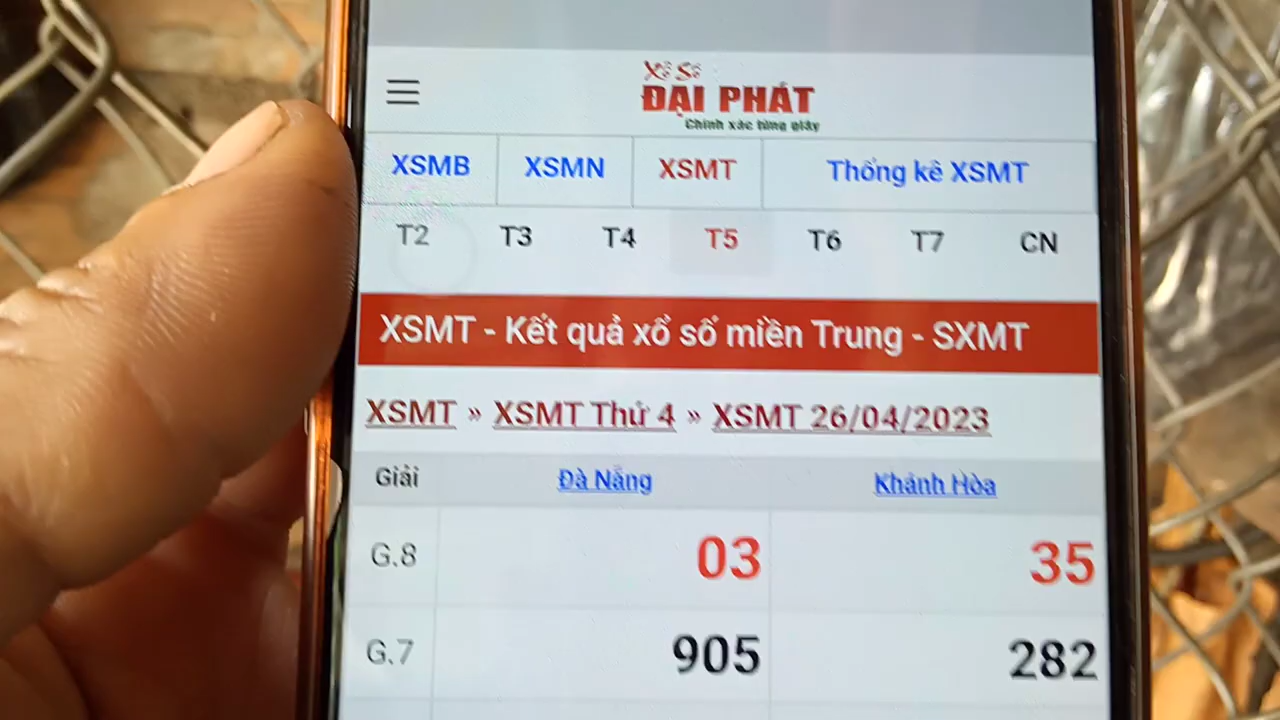 Xổ Số
ĐẠI PHÁT
Chính xác từng giây
XSMB XSMN XSMT Thống kê XSMT
T2 T3 T4 T5 T6 T7 CN
XSMT - Kết quả xổ số miền Trung - SXMT
XSMT » XSMT Thứ 4 » XSMT 26/04/2023
Giải Đà Nẵng Khánh Hòa
G.8 03 35
G.7 905 282